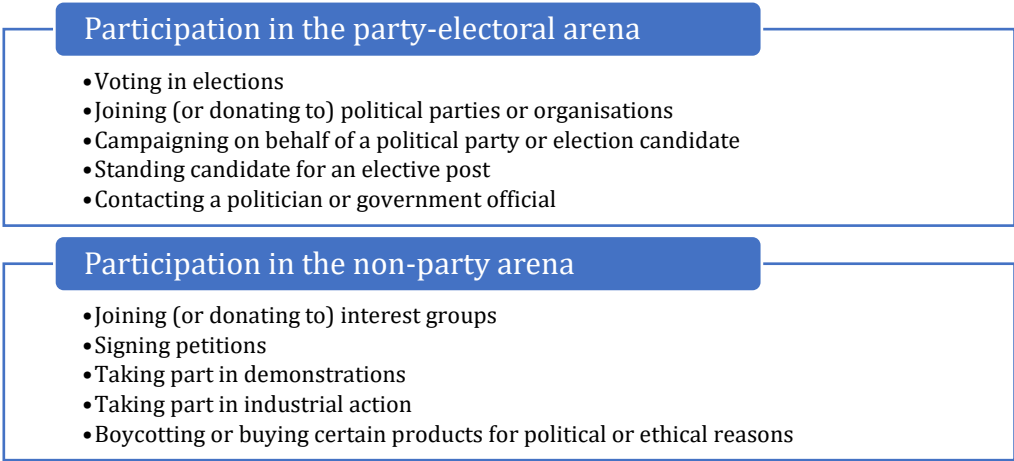 Participation in the party-electoral arena
•Voting in elections
•Joining (or donating to) political parties or organisations
•Campaigning on behalf of a political party or election candidate
•Standing candidate for an elective post
•Contacting a politician or government official
Participation in the non-party arena
•Joining (or donating to) interest groups
•Signing petitions
•Taking part in demonstrations
•Taking part in industrial action
•Boycotting or buying certain products for political or ethical reasons